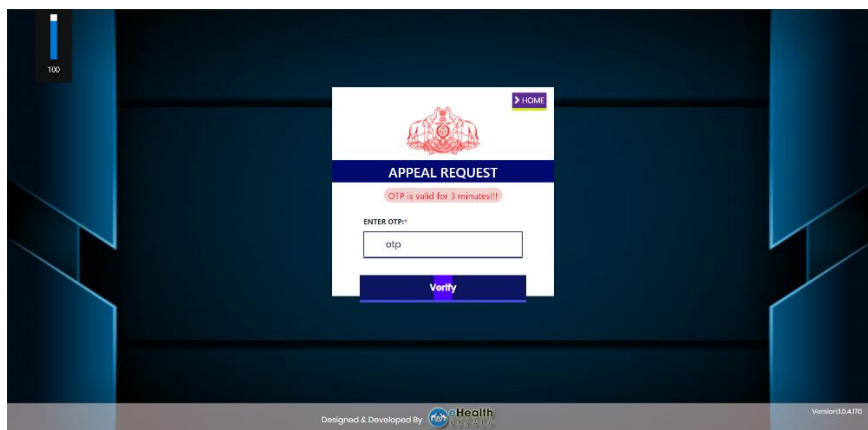 100
HOME
APPEAL REQUEST
OTP is valid for 3 minutes!!!
ENTER OTP:*
otp
Verify
Designed & Developed By eHealth
KERALA
Version:1.0.4.170